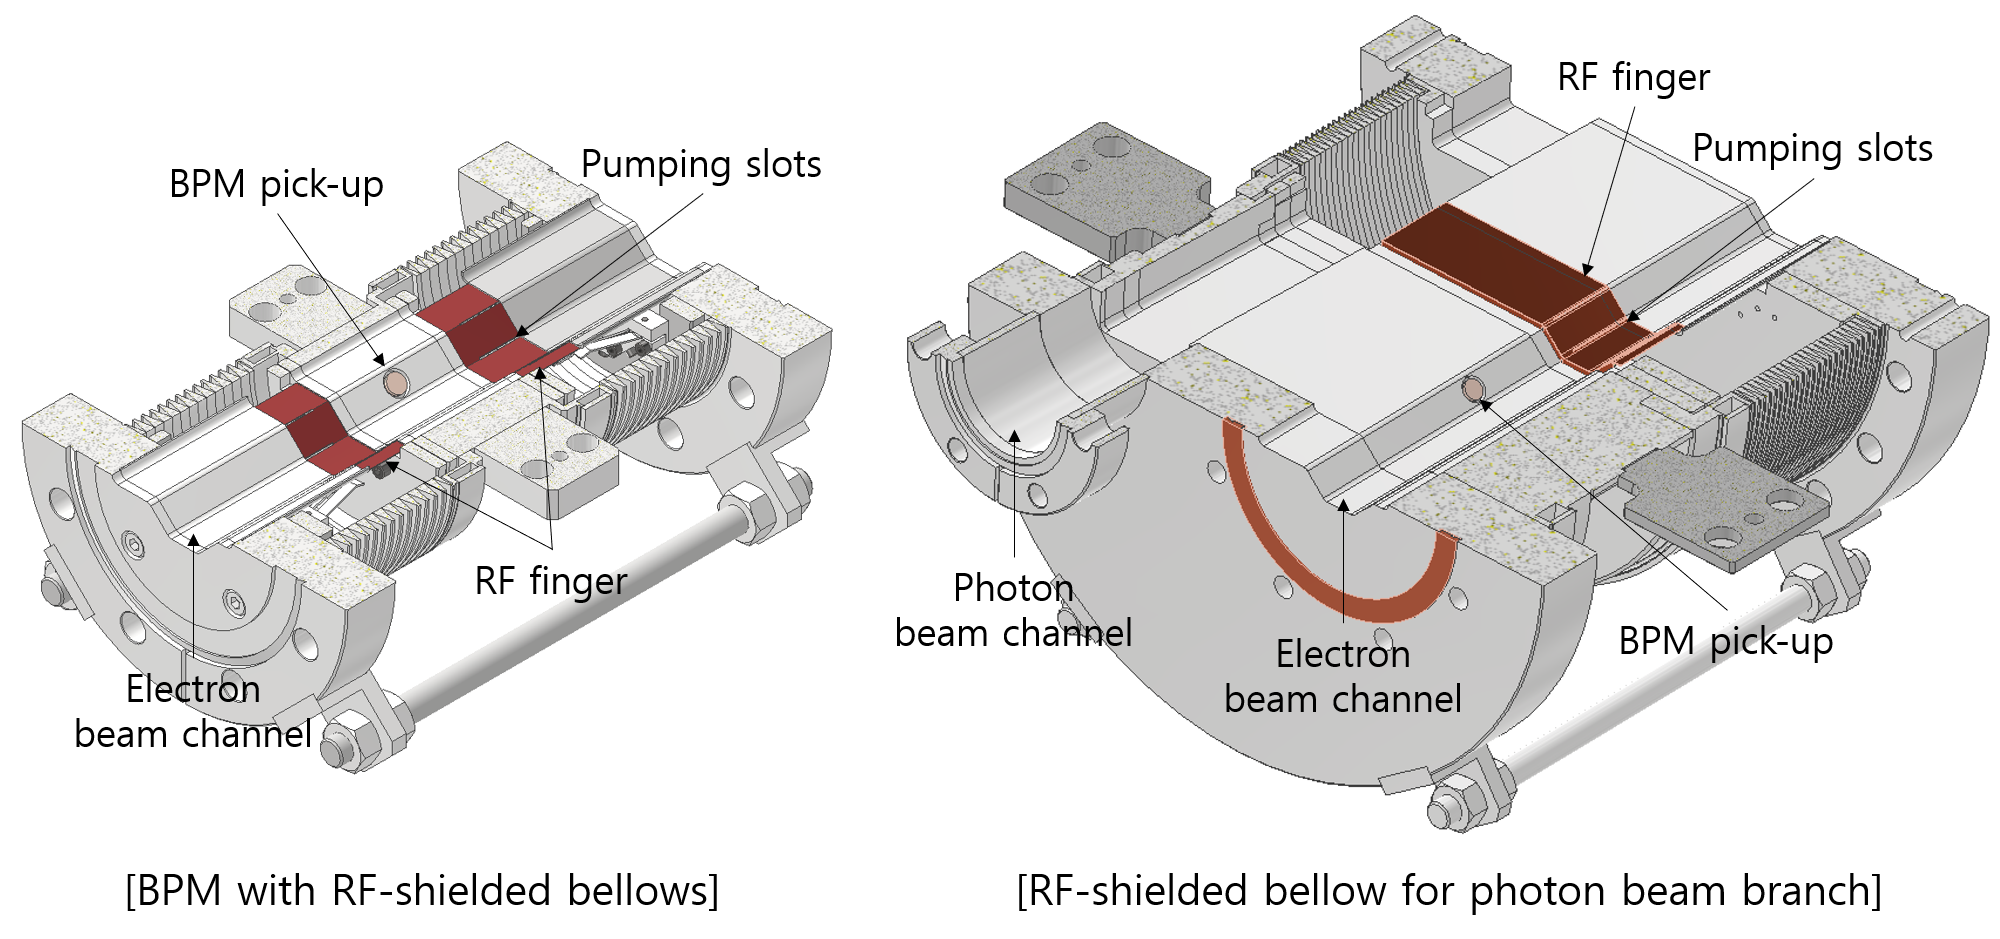 BPM pick-up
Pumping slots
RF finger
Electron
beam channel
[BPM with RF-shielded bellows]
RF finger
Pumping slots
Photon
beam channel
Electron
beam channel
BPM pick-up
[RF-shielded bellow for photon beam branch]